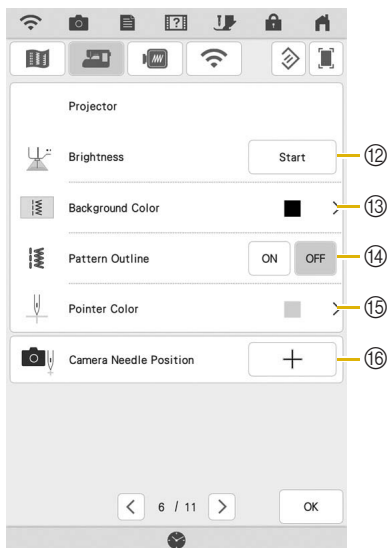 Projector
Brightness Start ⑫
Background Color ⑬
Pattern Outline ON OFF ⑭
Pointer Color ⑮
Camera Needle Position ⑯
6 / 11 OK